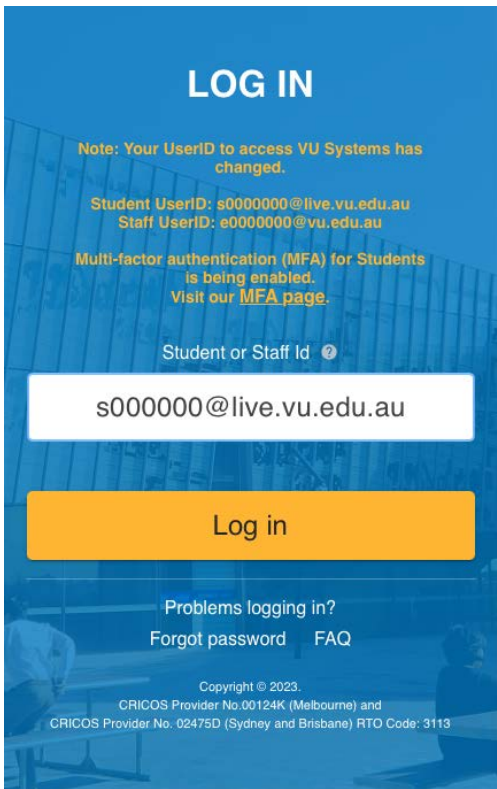 LOG IN
Note: Your UserID to access VU Systems has
changed.
Student UserID: s0000000@live.vu.edu.au
Staff UserID: e0000000@vu.edu.au
Multi-factor authentication (MFA) for Students
is being enabled.
Visit our MFA page.
Student or Staff Id ?
s000000@live.vu.edu.au
Log in
Problems logging in?
Forgot password FAQ
Copyright © 2023.
CRICOS Provider No.00124K (Melbourne) and
CRICOS Provider No. 02475D (Sydney and Brisbane) RTO Code: 3113